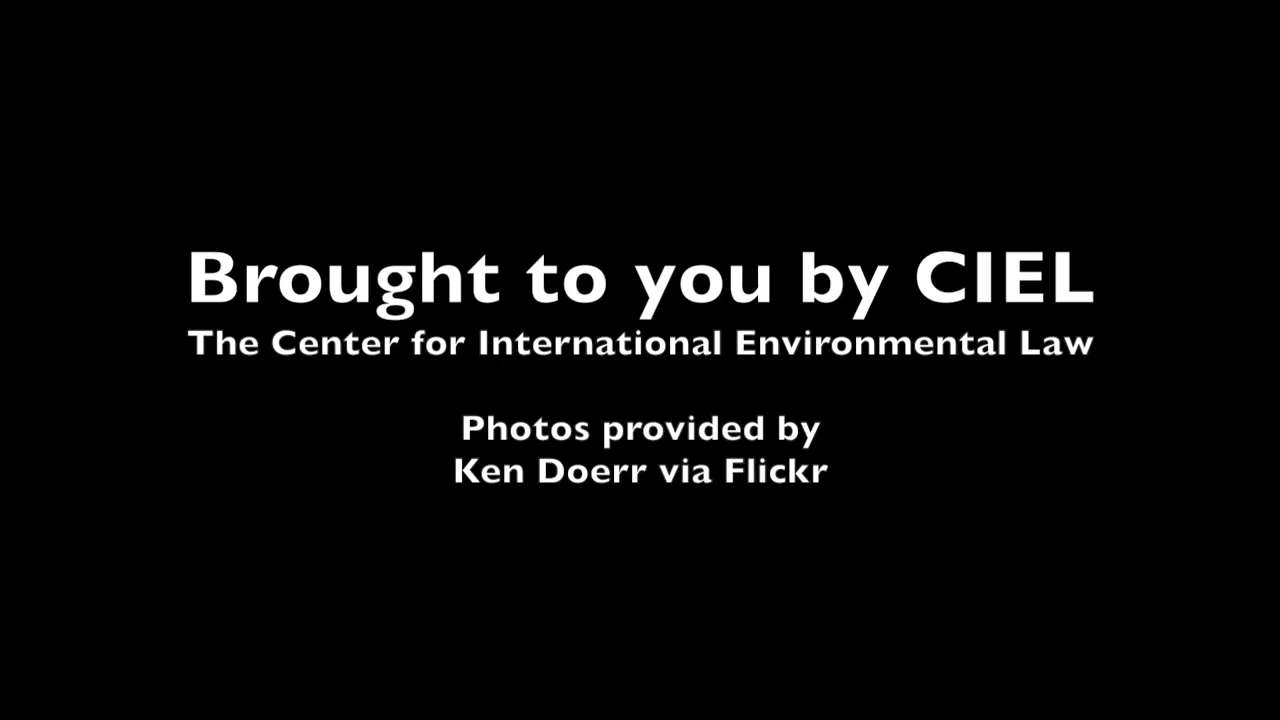 Brought to you by CIEL
The Center for International Environmental Law
Photos provided by
Ken Doerr via Flickr